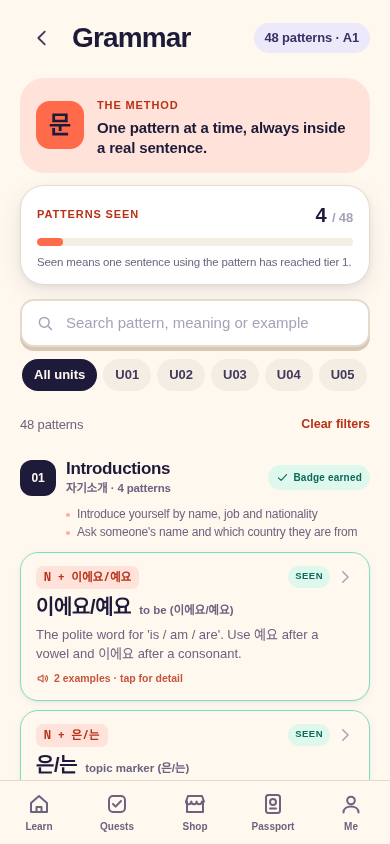 Grammar
48 patterns · A1
문
THE METHOD
One pattern at a time, always inside
a real sentence.
PATTERNS SEEN
4 / 48
Seen means one sentence using the pattern has reached tier 1.
Search pattern, meaning or example
All units
U01
U02
U03
U04
U05
48 patterns
Clear filters
01
Introductions
자기소개 · 4 patterns
Badge earned
Introduce yourself by name, job and nationality
Ask someone's name and which country they are from
N + 이에요/예요
SEEN
이에요/예요 to be (이에요/예요)
The polite word for 'is / am / are'. Use 예요 after a
vowel and 이에요 after a consonant.
2 examples · tap for detail
N + 은/는
SEEN
은/는 topic marker (은/는)
Learn
Quests
Shop
Passport
Me